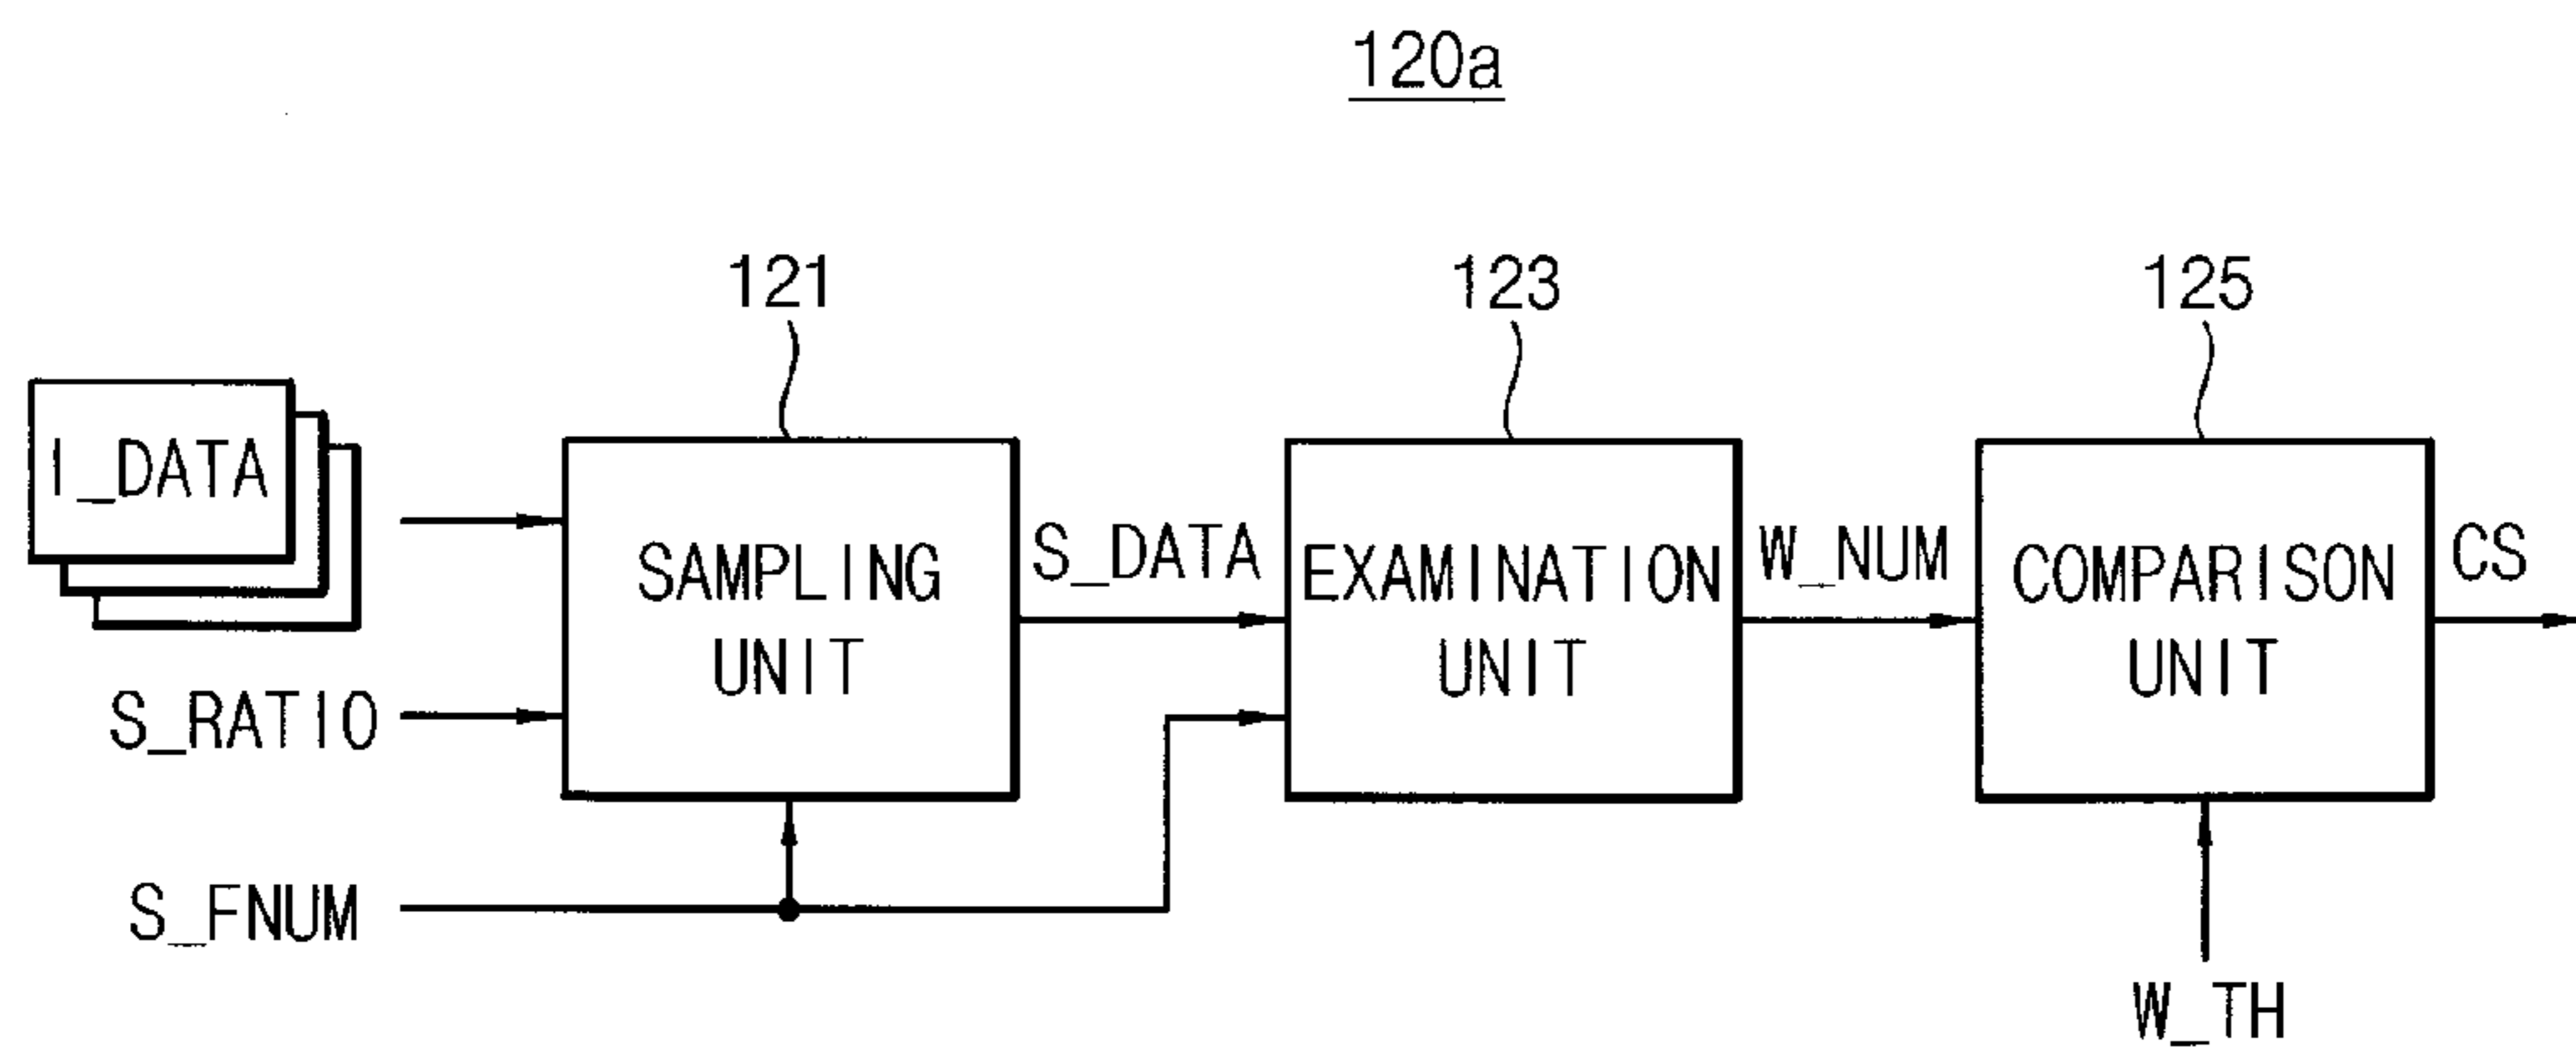 120a
121
123
125
I_DATA
S_RATIO
S_FNUM
SAMPLING
UNIT
S_DATA
EXAMINATION
UNIT
W_NUM
COMPARISON
UNIT
CS
W_TH